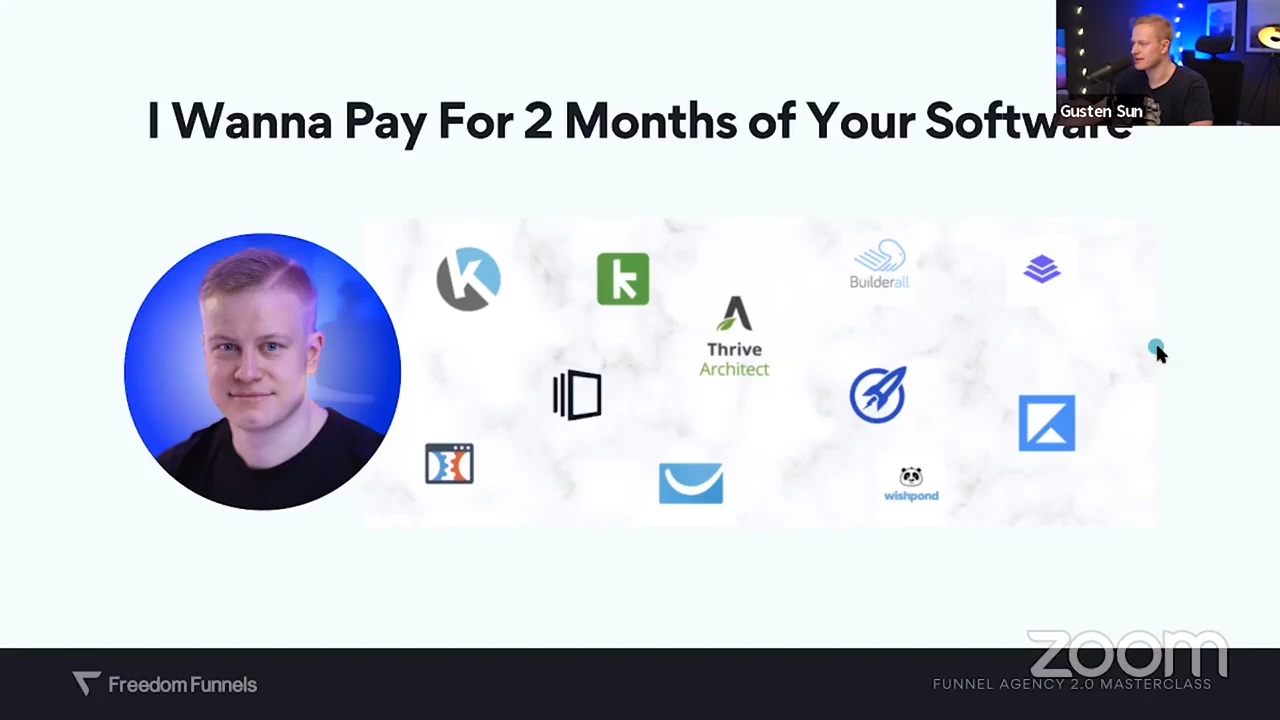 I Wanna Pay For 2 Months of Your Software
Gusten Sun
Builderall
Thrive
Architect
wishpond
zoom
Freedom Funnels
FUNNEL AGENCY 2.0 MASTERCLASS